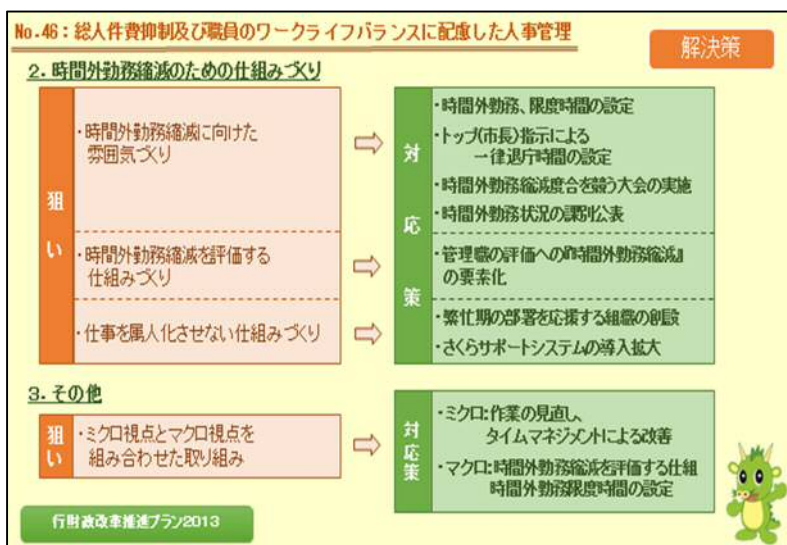 No.46：総人件費抑制及び職員のワークライフバランスに配慮した人事管理
解決策
2．時間外勤務縮減のための仕組みづくり
狙い
・時間外勤務縮減に向けた
雰囲気づくり
・時間外勤務縮減を評価する
仕組みづくり
・仕事を属人化させない仕組みづくり
対応策
・時間外勤務、限度時間の設定
・トップ(市長)指示による
一律退庁時間の設定
・時間外勤務縮減度合を競う大会の実施
・時間外勤務状況の課別公表
・管理職の評価への『時間外勤務縮減』
の要素化
・繁忙期の部署を応援する組織の創設
・さくらサポートシステムの導入拡大
3．その他
狙い
・ミクロ視点とマクロ視点を
組み合わせた取り組み
対応策
・ミクロ：作業の見直し、
タイムマネジメントによる改善
・マクロ：時間外勤務縮減を評価する仕組
時間外勤務限度時間の設定
行財政改革推進プラン2013